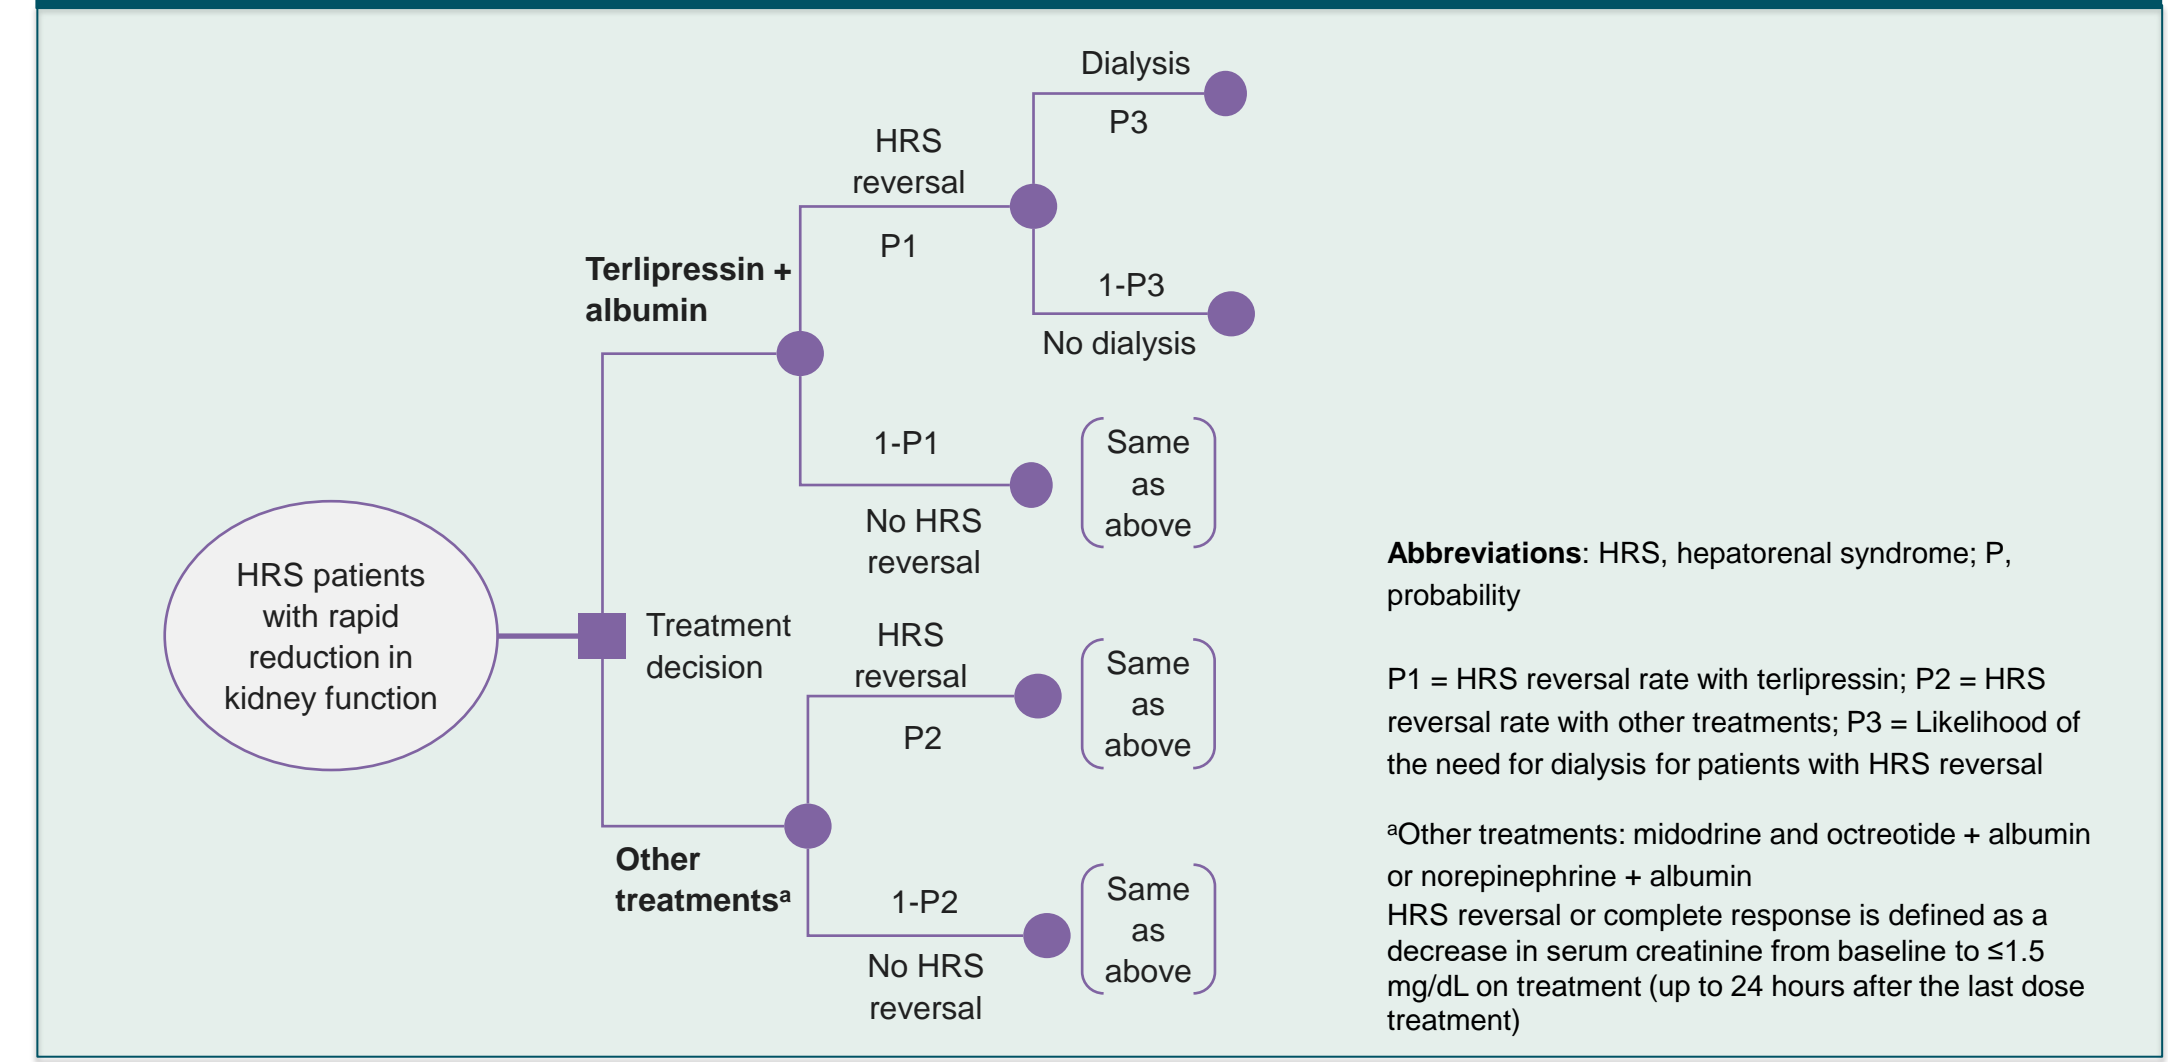 Dialysis
P3
HRS
reversal
P1
1-P3
No dialysis
Terlipressin +
albumin
1-P1
No HRS
reversal
Same
as
above
HRS patients
with rapid
reduction in
kidney function
Treatment
decision
HRS
reversal
P2
Same
as
above
Other
treatmentsᵃ
1-P2
No HRS
reversal
Same
as
above
Abbreviations: HRS, hepatorenal syndrome; P,
probability
P1 = HRS reversal rate with terlipressin; P2 = HRS
reversal rate with other treatments; P3 = Likelihood of
the need for dialysis for patients with HRS reversal
ᵃOther treatments: midodrine and octreotide + albumin
or norepinephrine + albumin
HRS reversal or complete response is defined as a
decrease in serum creatinine from baseline to ≤1.5
mg/dL on treatment (up to 24 hours after the last dose
treatment)